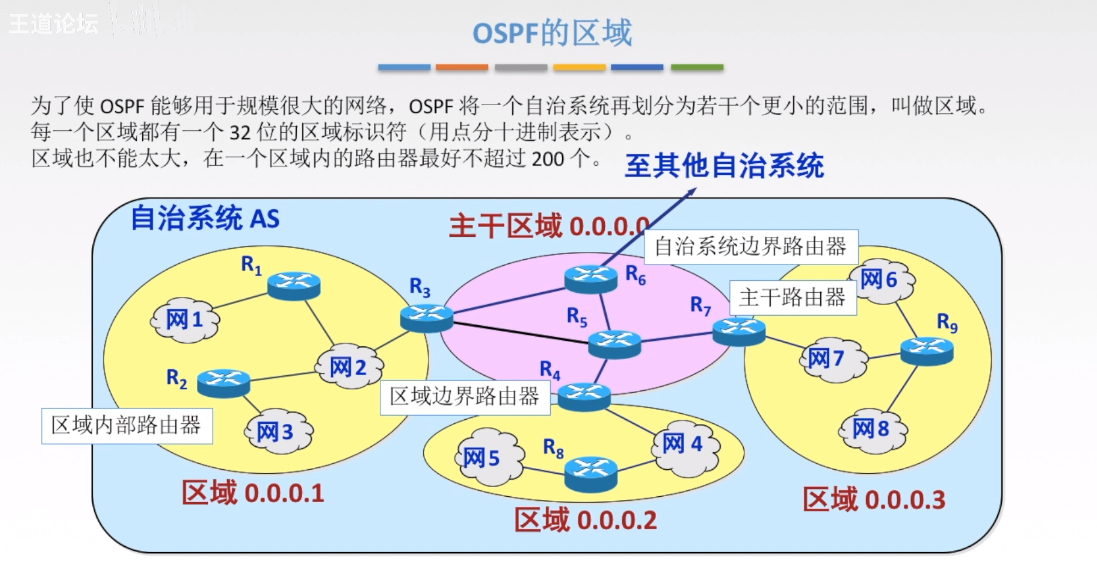 王道论坛
OSPF的区域
为了使 OSPF 能够用于规模很大的网络，OSPF 将一个自治系统再划分为若干个更小的范围，叫做区域。
每一个区域都有一个 32 位的区域标识符（用点分十进制表示）。
区域也不能太大，在一个区域内的路由器最好不超过 200 个。
至其他自治系统
自治系统 AS
主干区域 0.0.0.0
自治系统边界路由器
R1
R3
R6
网6
主干路由器
R7
网1
R5
R9
网2
网7
R2
R4
区域边界路由器
区域内部路由器
网3
网8
网5
R8
网 4
区域 0.0.0.1
区域 0.0.0.3
区域 0.0.0.2